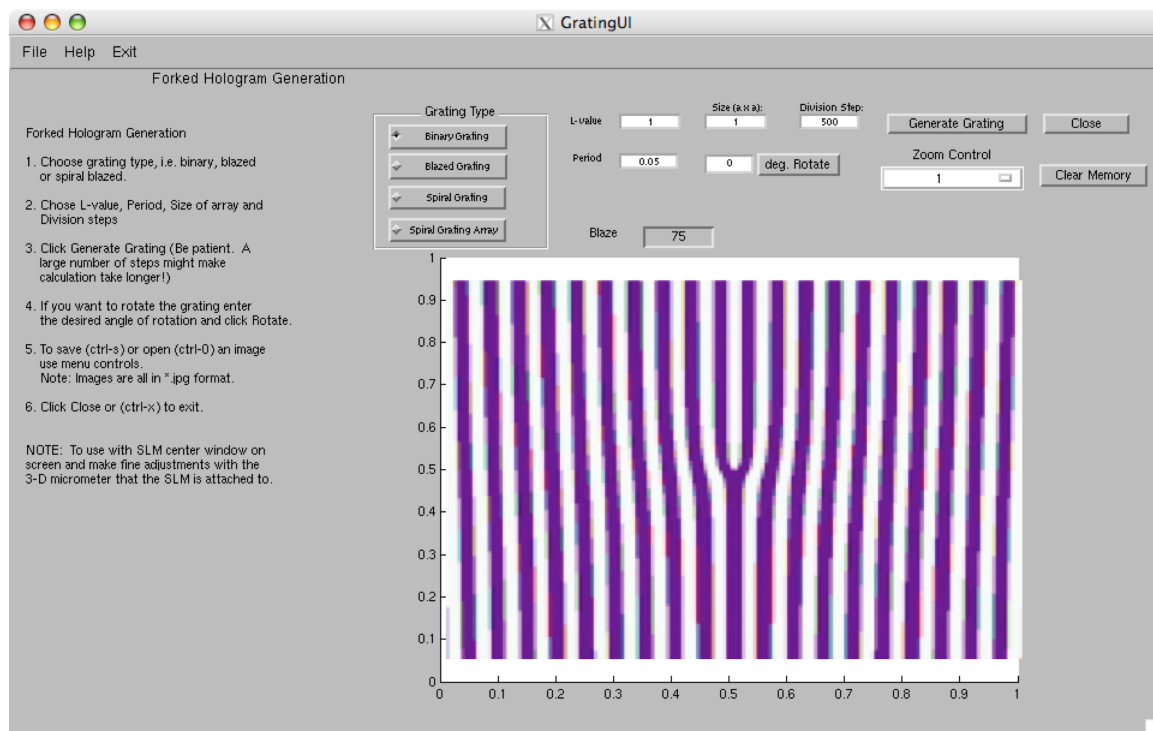 GratingUI
File Help Exit
Forked Hologram Generation
Forked Hologram Generation
1. Choose grating type, i.e. binary, blazed
or spiral blazed.
2. Chose L-value, Period, Size of array and
Division steps
3. Click Generate Grating (Be patient. A
large number of steps might make
calculation take longer!)
4. If you want to rotate the grating enter
the desired angle of rotation and click Rotate.
5. To save (ctrl-s) or open (ctrl-0) an image
use menu controls.
Note: Images are all in *.jpg format.
6. Click Close or (ctrl-x) to exit.
NOTE: To use with SLM center window on
screen and make fine adjustments with the
3-D micrometer that the SLM is attached to.
Grating Type
Binary Grating
Blazed Grating
Spiral Grating
Spiral Grating Array
Size (a x a): Division Step:
L-value 1 1 500
Period 0.05 0 deg. Rotate
Blaze 75
Generate Grating Close
Zoom Control
1 Clear Memory
1
0.9
0.8
0.7
0.6
0.5
0.4
0.3
0.2
0.1
0
0 0.1 0.2 0.3 0.4 0.5 0.6 0.7 0.8 0.9 1